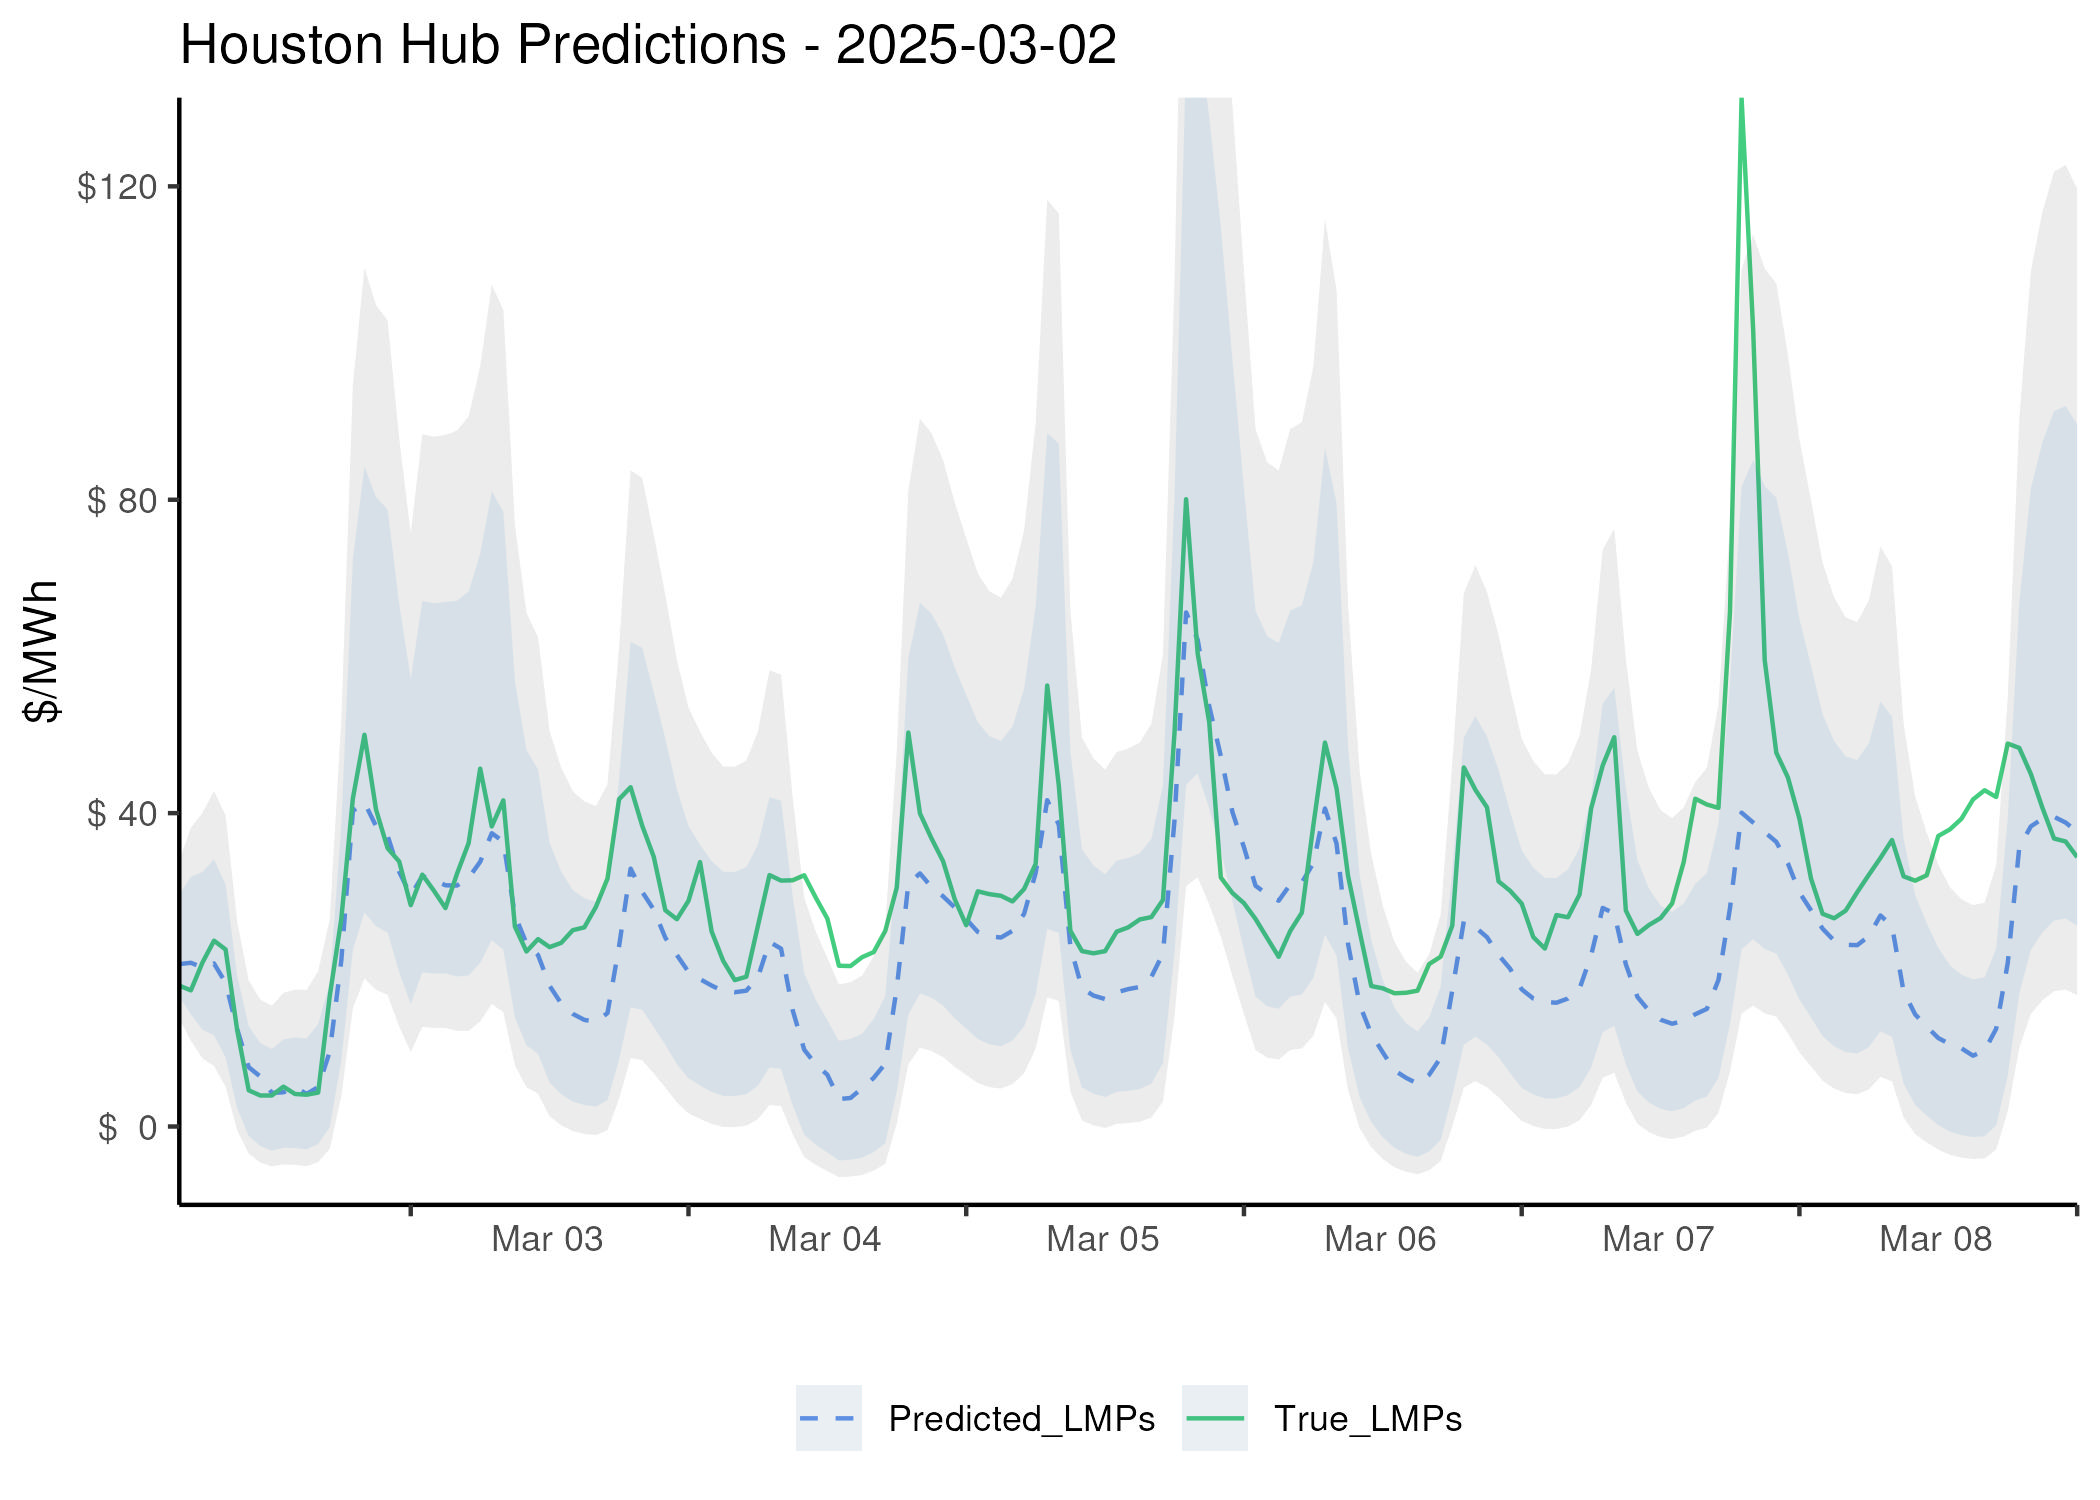 Houston Hub Predictions - 2025-03-02
$120
$ 80
$ 40
$ 0
$/MWh
Mar 03 Mar 04 Mar 05 Mar 06 Mar 07 Mar 08
Predicted_LMPs True_LMPs